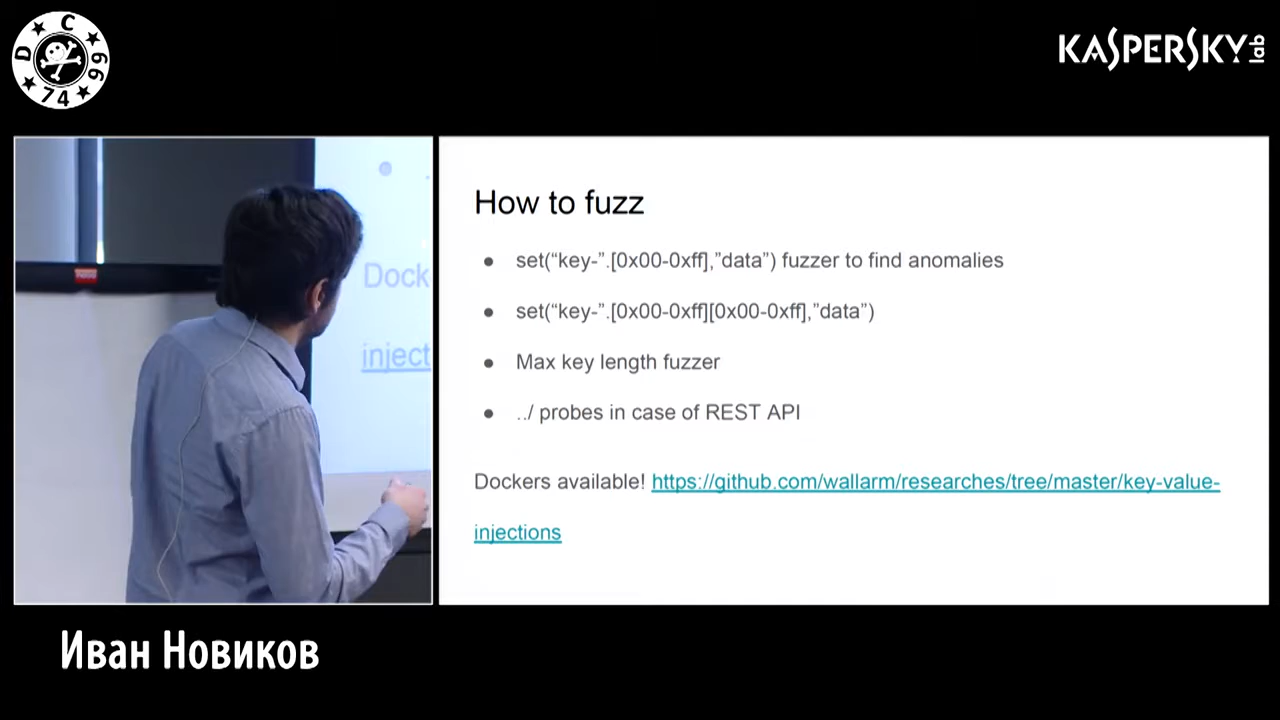 DC
7499
KASPERSKY lab
Dock
inject
How to fuzz
● set(“key-”.[0x00-0xff],”data”) fuzzer to find anomalies
● set(“key-”.[0x00-0xff][0x00-0xff],”data”)
● Max key length fuzzer
● ../ probes in case of REST API
Dockers available! https://github.com/wallarm/researches/tree/master/key-value-
injections
Иван Новиков